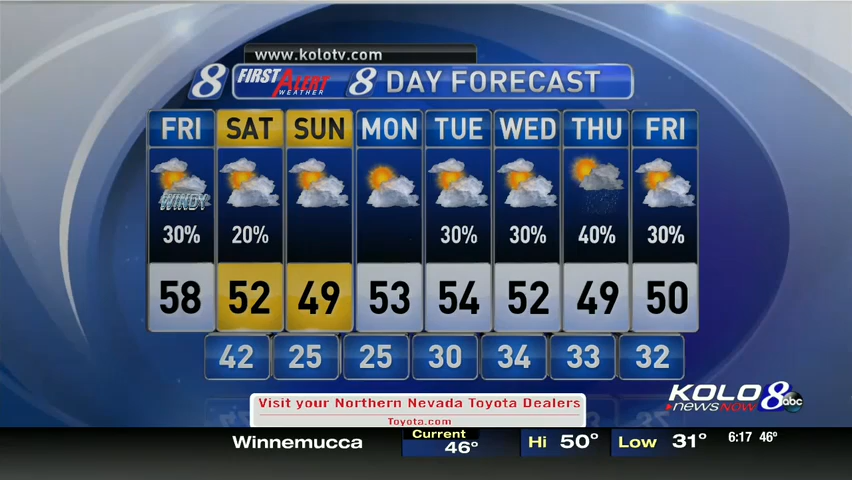 www.kolotv.com
8 FIRST ALERT WEATHER 8 DAY FORECAST
FRI SAT SUN MON TUE WED THU FRI
WINDY
30% 20% 30% 30% 40% 30%
58 52 49 53 54 52 49 50
42 25 25 30 34 33 32
KOLO 8 abc
NEWS NOW
Visit your Northern Nevada Toyota Dealers
Toyota.com
Winnemucca Current 46° Hi 50° Low 31° 6:17 46°